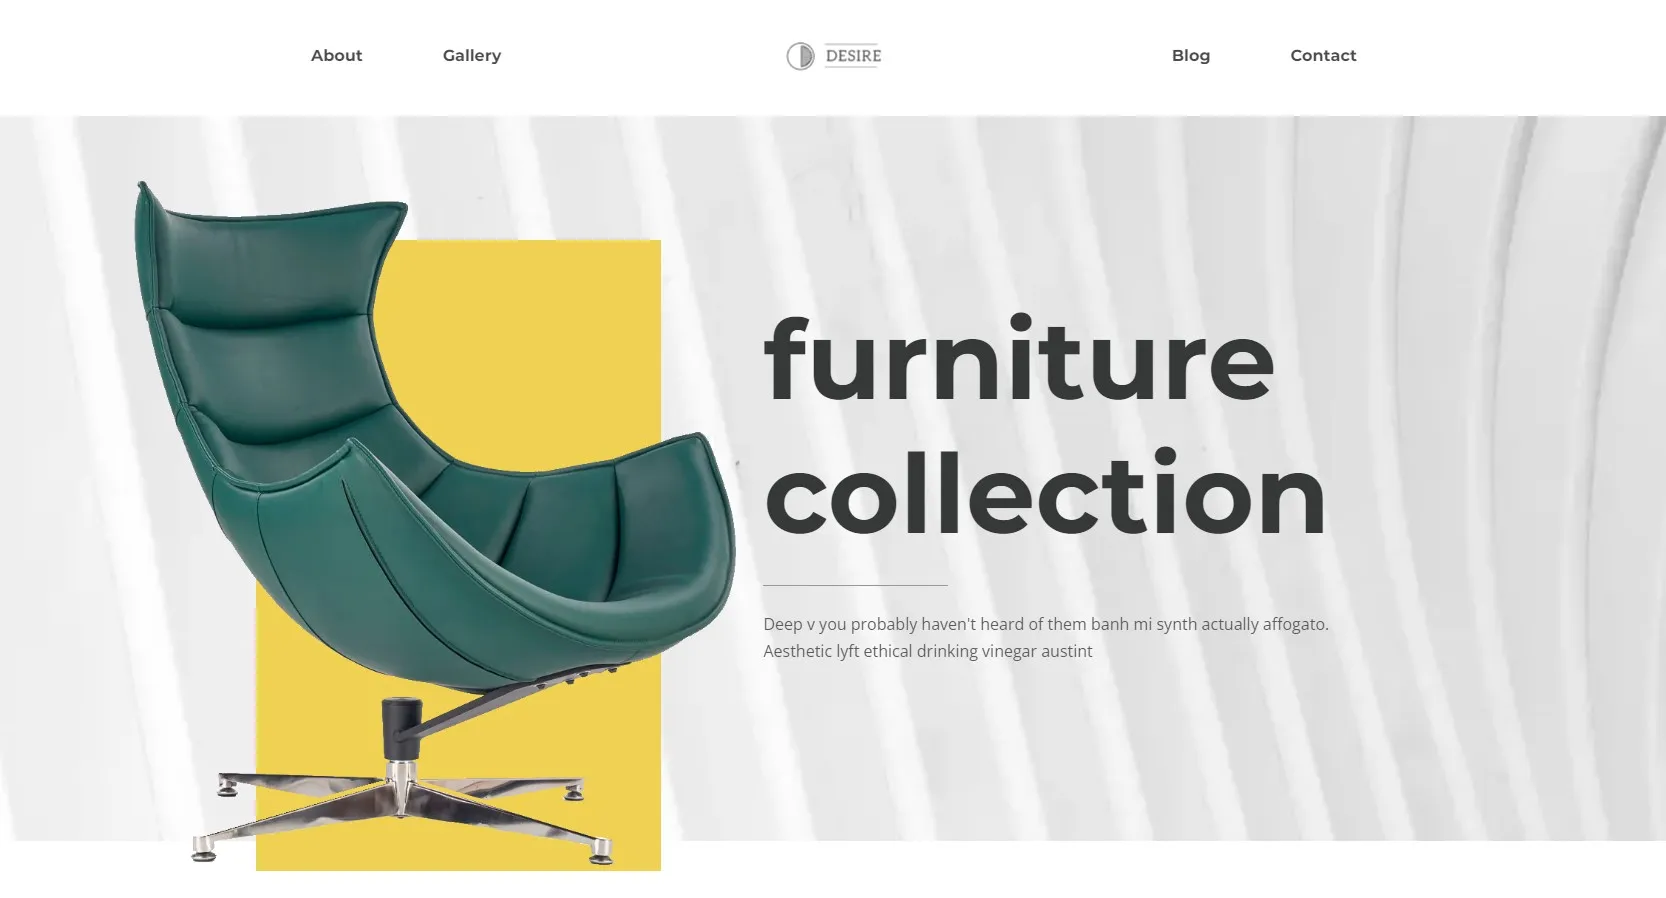 About
Gallery
DESIRE
Blog
Contact
furniture
collection
Deep v you probably haven't heard of them banh mi synth actually affogato.
Aesthetic lyft ethical drinking vinegar austint